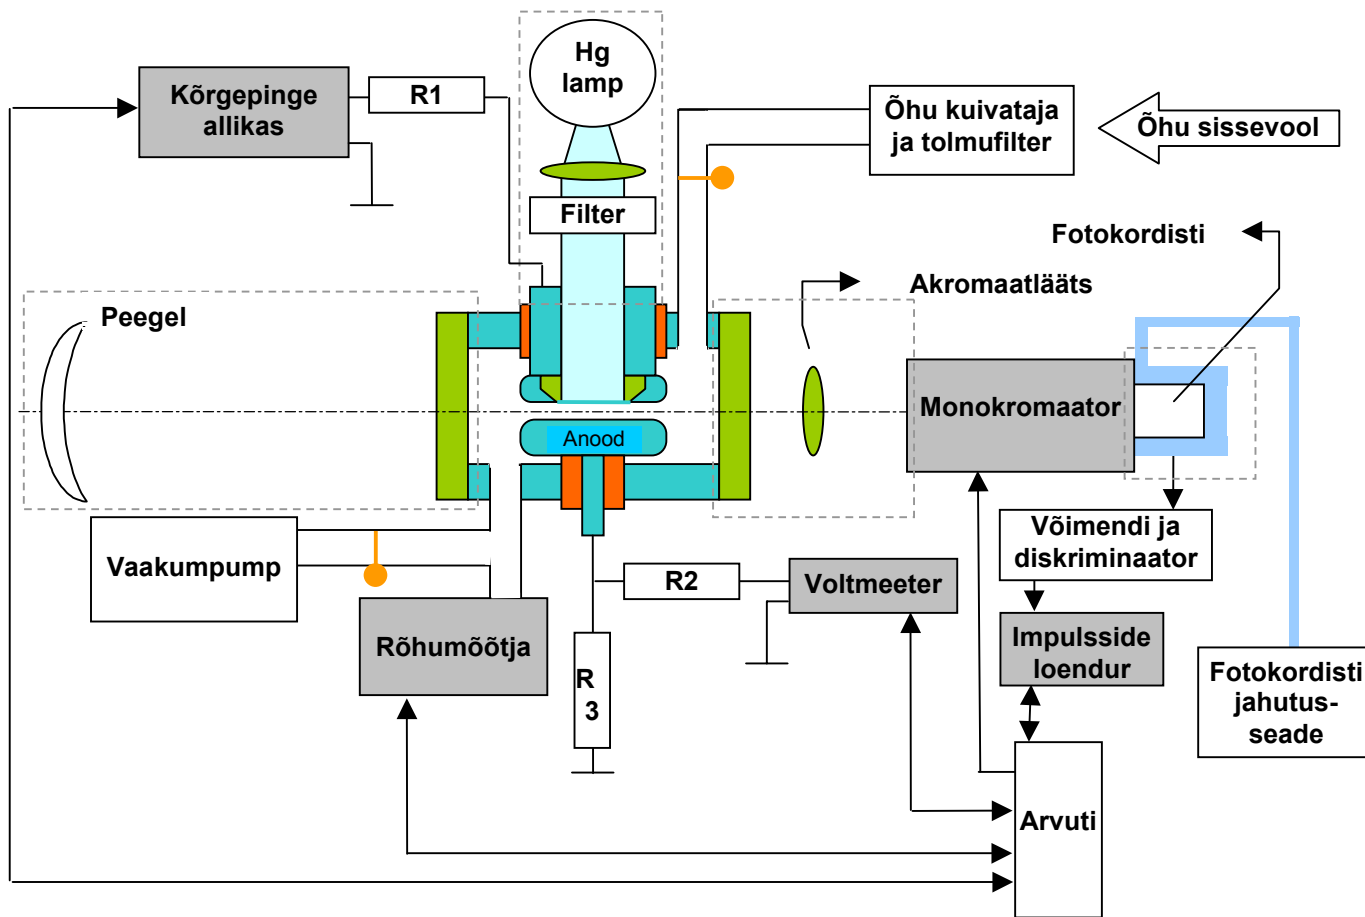 Hg
lamp
Kõrgepinge
allikas
R1
Õhu kuivataja
ja tolmufilter
Õhu sissevool
Filter
Fotokordisti
Akromaatlääts
Peegel
Monokromaator
Anood
Vaakumpump
Võimendi ja
diskriminaator
R2
Voltmeeter
Rõhumõõtja
Impulsside
loendur
R
3
Fotokordisti
jahutus-
seade
Arvuti